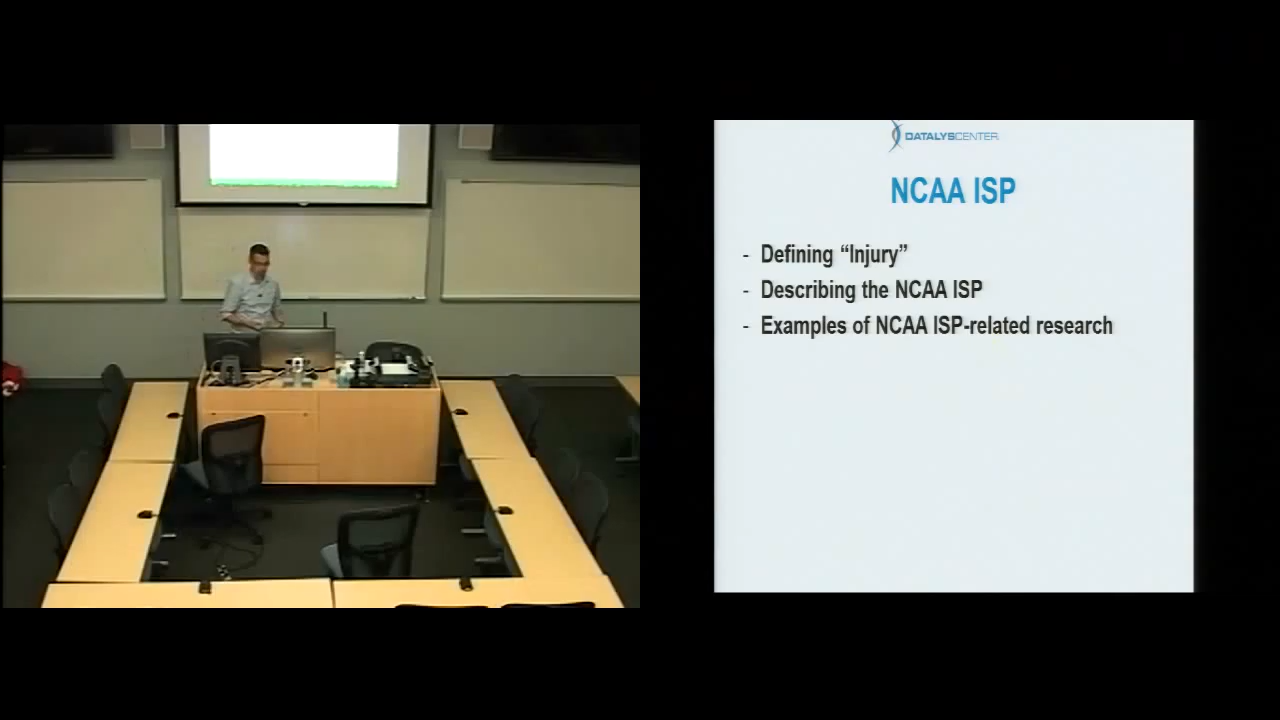 DATALYSCENTER
NCAA ISP
- Defining “Injury”
- Describing the NCAA ISP
- Examples of NCAA ISP-related research